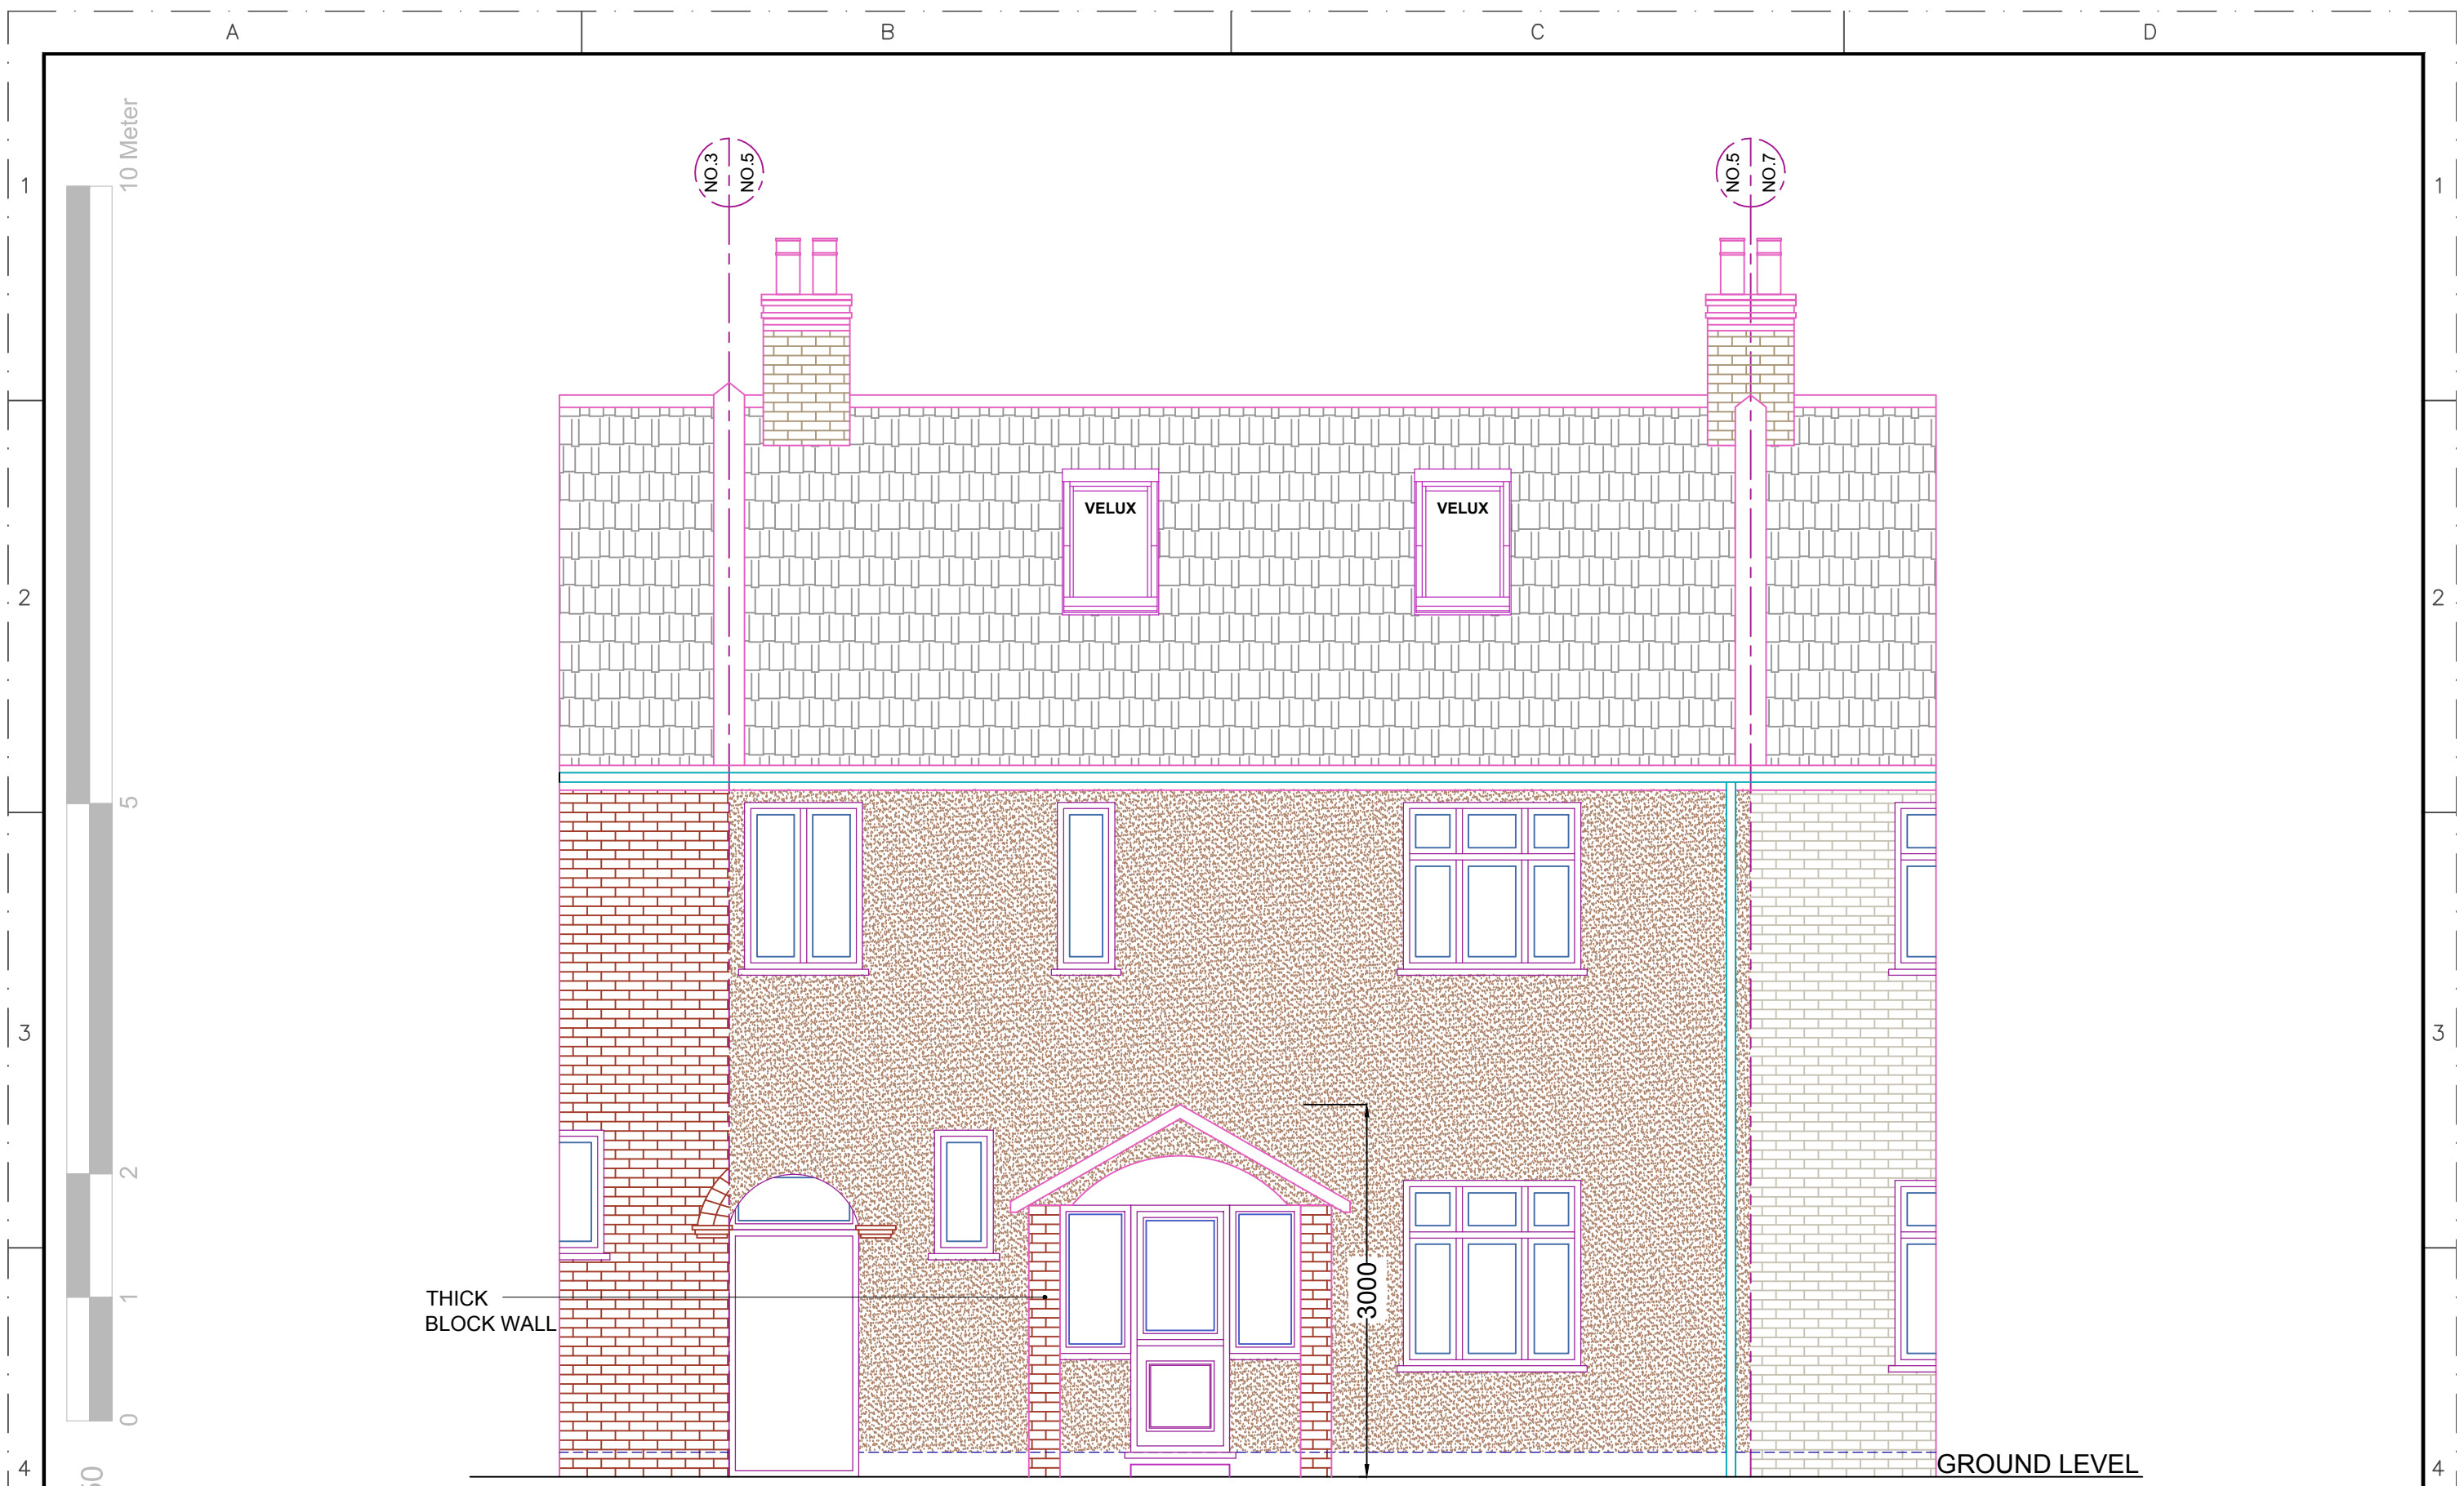 A B C D
10 Meter
1 1
NO.3 NO.5
NO.5 NO.7
VELUX VELUX
2 2
5
3 3
2
THICK
BLOCK WALL
1
3000
0
GROUND LEVEL
4 4